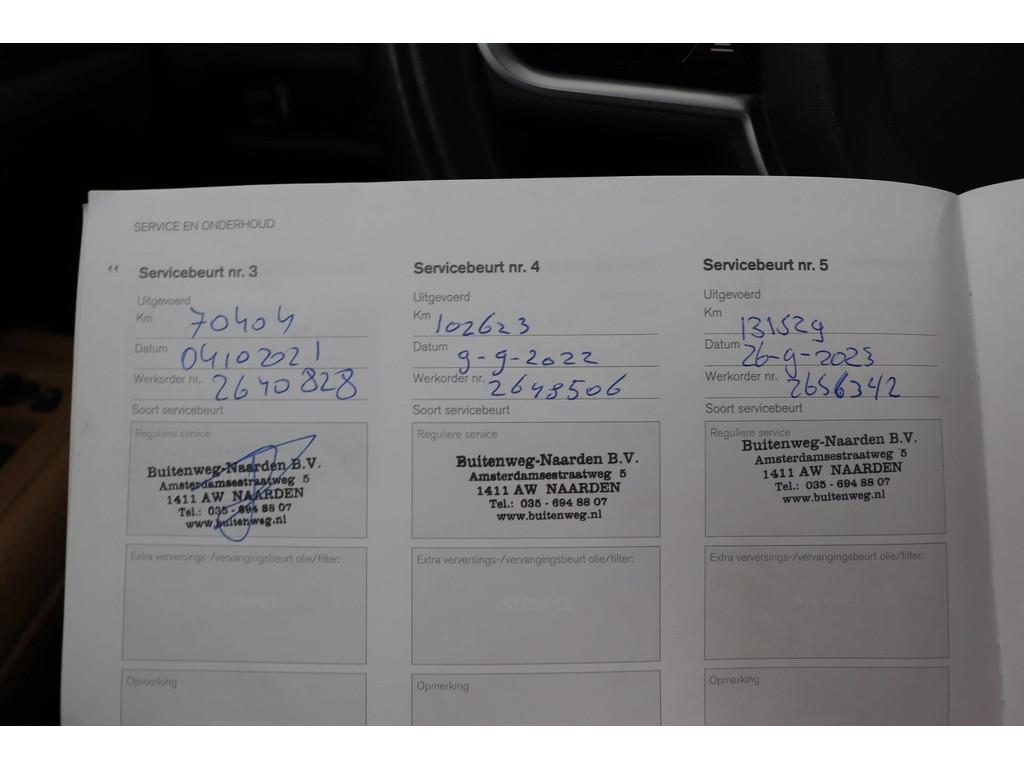 SERVICE EN ONDERHOUD
Servicebeurt nr. 3
Uitgevoerd
Km 70404
Datum 04102021
Werkorder nr. 2640828
Soort servicebeurt
Reguliere service
Buitenweg-Naarden B.V.
Amsterdamsestraatweg 5
1411 AW NAARDEN
Tel.: 035 - 694 88 07
www.buitenweg.nl
Extra verversings-/vervangingsbeurt olie/filter:
STEMPEL
Opmerking
Servicebeurt nr. 4
Uitgevoerd
Km 102623
Datum 9-9-2022
Werkorder nr. 2648506
Soort servicebeurt
Reguliere service
Buitenweg-Naarden B.V.
Amsterdamsestraatweg 5
1411 AW NAARDEN
Tel.: 035 - 694 88 07
www.buitenweg.nl
Extra verversings-/vervangingsbeurt olie/filter:
STEMPEL
Opmerking
Servicebeurt nr. 5
Uitgevoerd
Km 131529
Datum 26-9-2023
Werkorder nr. 2656342
Soort servicebeurt
Reguliere service
Buitenweg-Naarden B.V.
Amsterdamsestraatweg 5
1411 AW NAARDEN
Tel.: 035 - 694 88 07
www.buitenweg.nl
Extra verversings-/vervangingsbeurt olie/filter:
STEMPEL
Opmerking